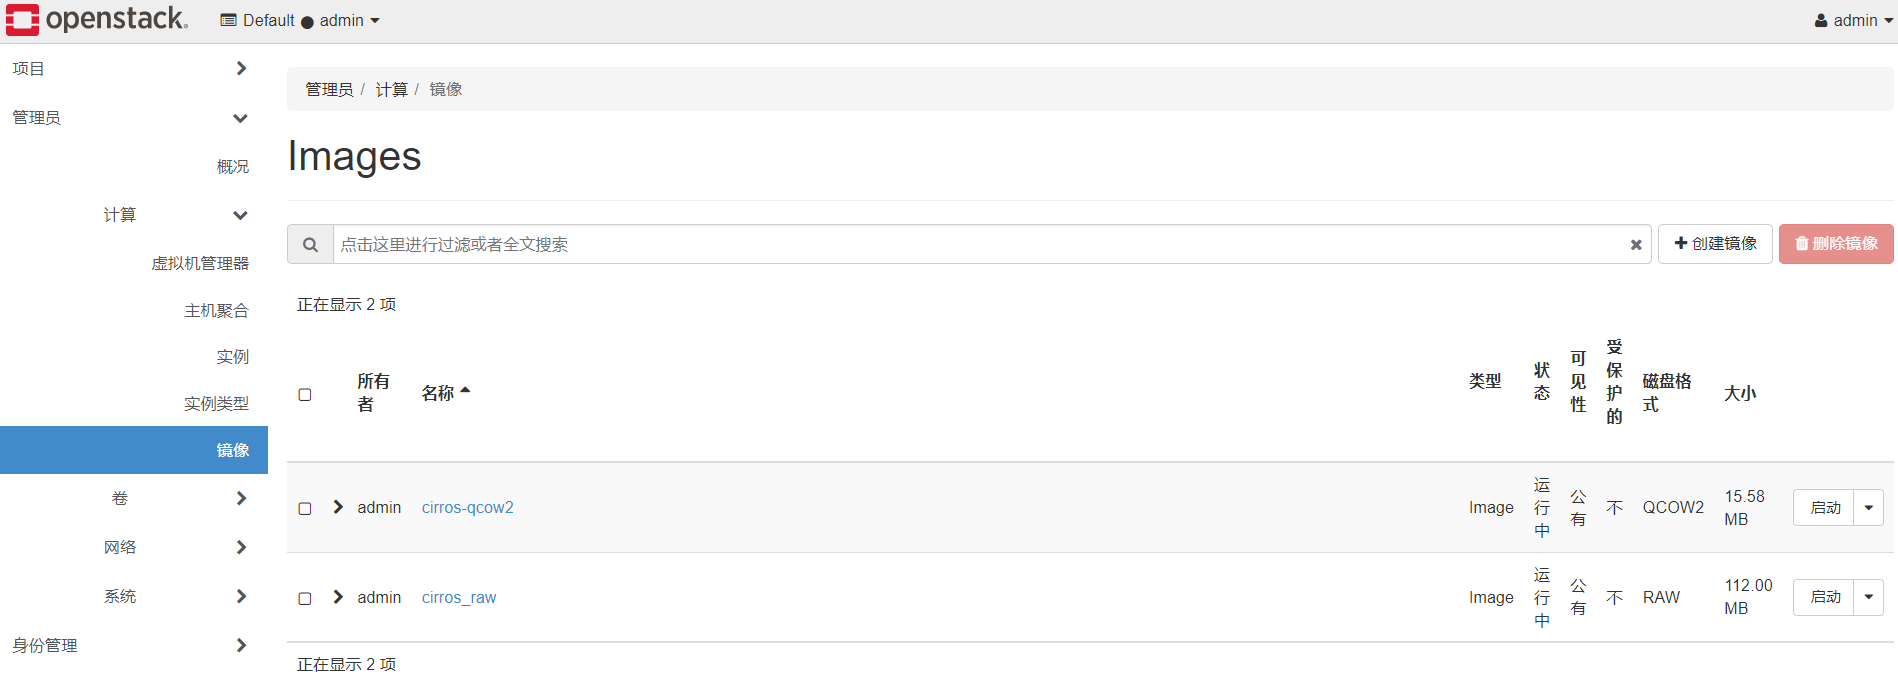 openstack.
Default ● admin
admin
项目
管理员
概况
计算
虚拟机管理器
主机聚合
实例
实例类型
镜像
卷
网络
系统
身份管理
管理员 / 计算 / 镜像
Images
点击这里进行过滤或者全文搜索
创建镜像
删除镜像
正在显示 2 项
所有者
名称
类型
状态
可见性
受保护的
磁盘格式
大小
admin
cirros-qcow2
Image
运行中
公有
不
QCOW2
15.58 MB
启动
admin
cirros_raw
Image
运行中
公有
不
RAW
112.00 MB
启动
正在显示 2 项